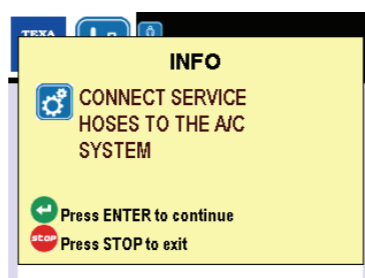 TEXA
INFO
CONNECT SERVICE
HOSES TO THE A/C
SYSTEM
Press ENTER to continue
STOP Press STOP to exit